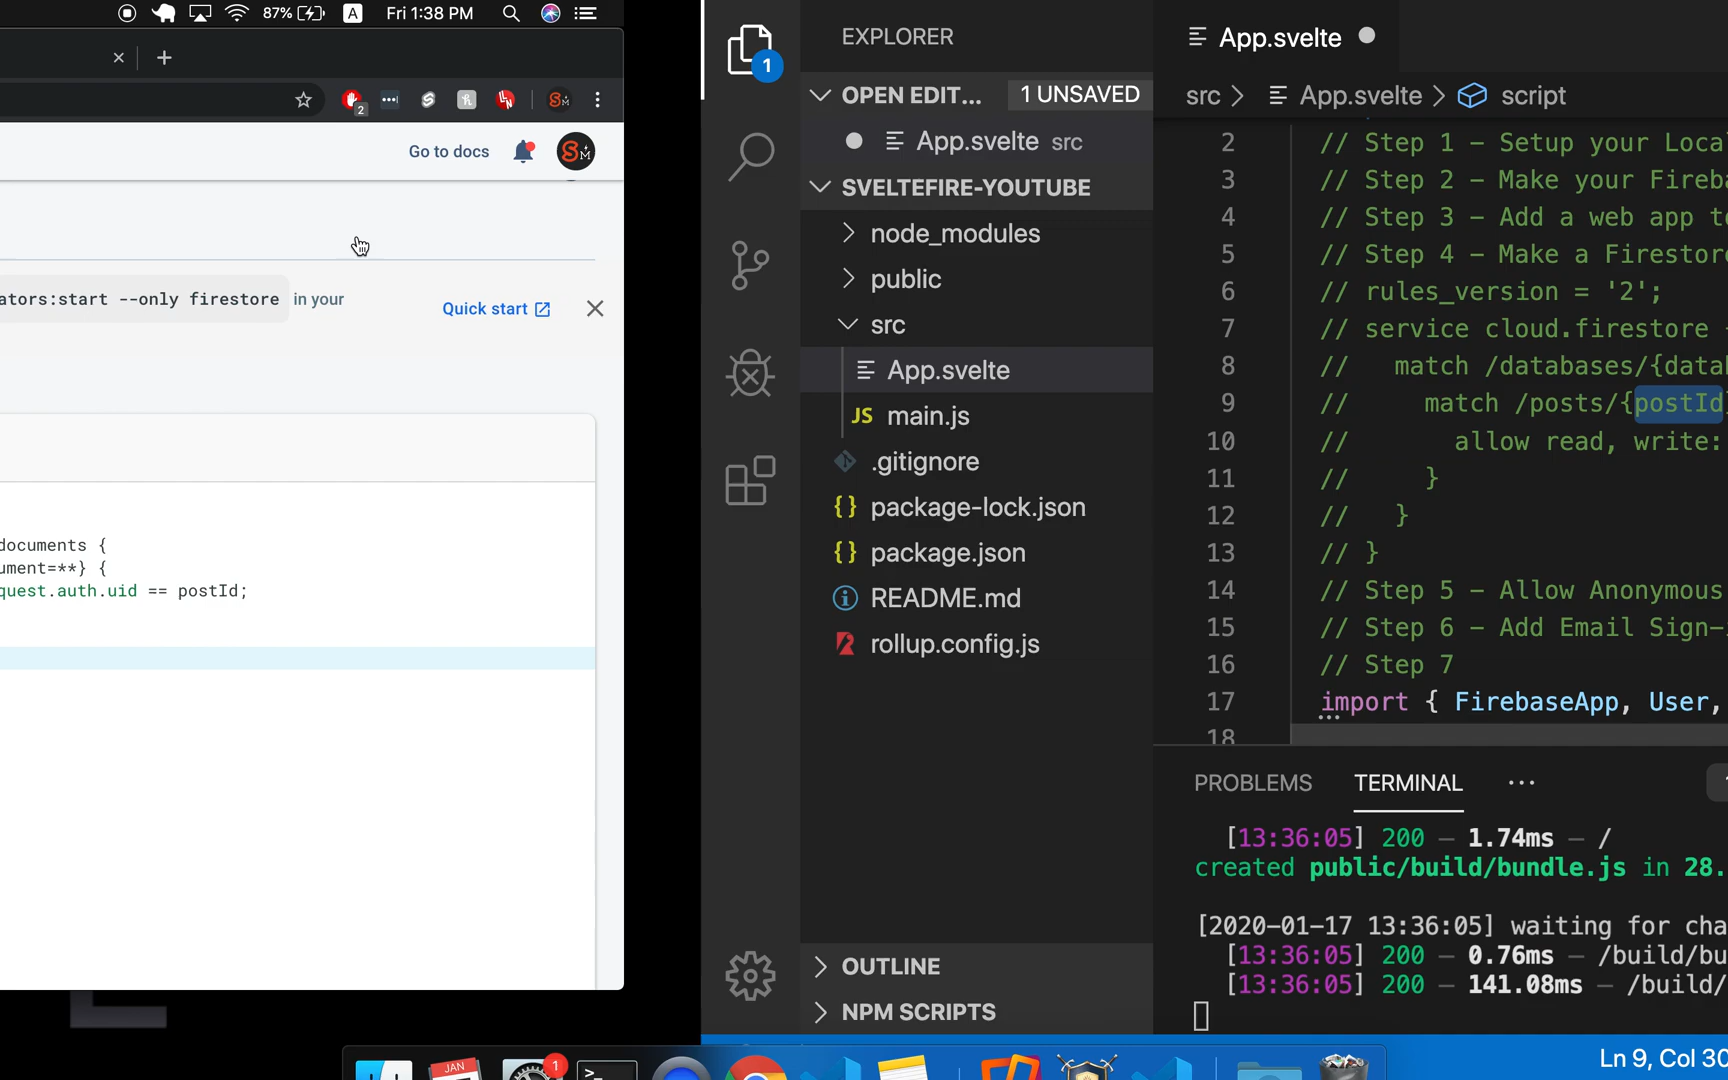 87% A Fri 1:38 PM
2
Go to docs
ators:start --only firestore in your
Quick start
documents {
ument=**} {
quest.auth.uid == postId;
1
EXPLORER
OPEN EDIT... 1 UNSAVED
App.svelte src
SVELTEFIRE-YOUTUBE
node_modules
public
src
App.svelte
JS main.js
.gitignore
{} package-lock.json
{} package.json
README.md
rollup.config.js
OUTLINE
NPM SCRIPTS
App.svelte
src > App.svelte > script
2 // Step 1 - Setup your Loca
3 // Step 2 - Make your Fireba
4 // Step 3 - Add a web app to
5 // Step 4 - Make a Firestore
6 // rules_version = '2';
7 // service cloud.firestore
8 // match /databases/{datab
9 // match /posts/{postId}
10 // allow read, write:
11 // }
12 // }
13 // }
14 // Step 5 - Allow Anonymous
15 // Step 6 - Add Email Sign-i
16 // Step 7
17 import { FirebaseApp, User,
18
PROBLEMS TERMINAL ...
[13:36:05] 200 — 1.74ms — /
created public/build/bundle.js in 28.
[2020-01-17 13:36:05] waiting for cha
[13:36:05] 200 — 0.76ms — /build/bu
[13:36:05] 200 — 141.08ms — /build/
JAN
1
Ln 9, Col 30